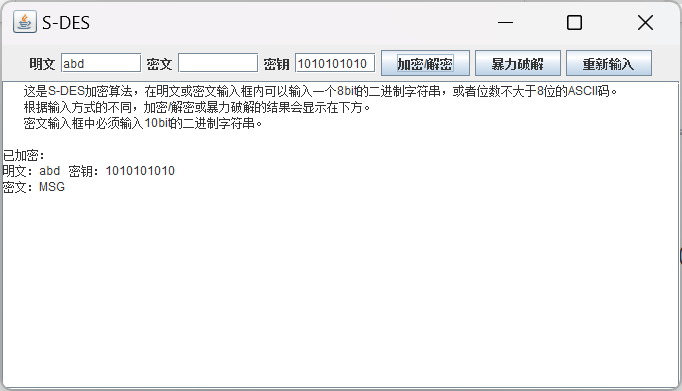 S-DES
明文 abd 密文 密钥 1010101010 加密/解密 暴力破解 重新输入
这是S-DES加密算法，在明文或密文输入框内可以输入一个8bit的二进制字符串，或者位数不大于8位的ASCII码。
根据输入方式的不同，加密/解密或暴力破解的结果会显示在下方。
密文输入框中必须输入10bit的二进制字符串。
已加密：
明文：abd 密钥：1010101010
密文：MSG